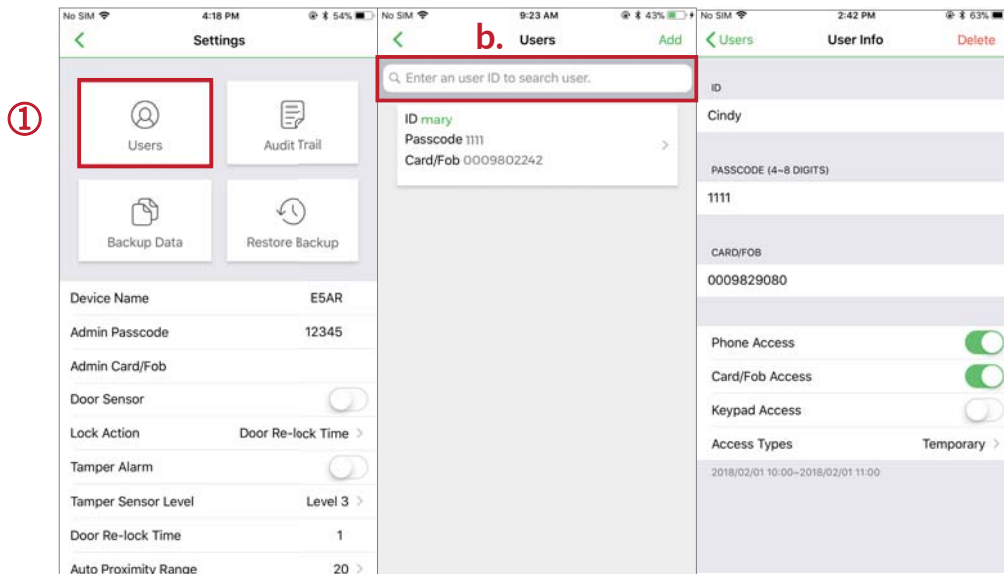 ①
No SIM 4:18 PM 54%
Settings
Users
Audit Trail
Backup Data
Restore Backup
Device Name E5AR
Admin Passcode 12345
Admin Card/Fob
Door Sensor
Lock Action Door Re-lock Time >
Tamper Alarm
Tamper Sensor Level Level 3 >
Door Re-lock Time 1
Auto Proximity Range 20 >
No SIM 9:23 AM 43%
b.
Users Add
Enter an user ID to search user.
ID mary
Passcode 1111
Card/Fob 0009802242
No SIM 2:42 PM 63%
Users User Info Delete
ID
Cindy
PASSCODE (4~8 DIGITS)
1111
CARD/FOB
0009829080
Phone Access
Card/Fob Access
Keypad Access
Access Types Temporary >
2018/02/01 10:00~2018/02/01 11:00